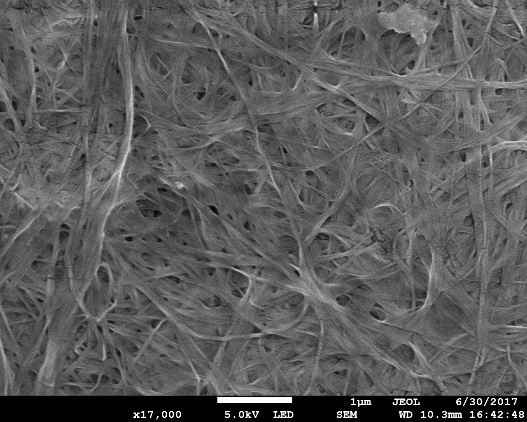 1μm JEOL 6/30/2017
x17,000 5.0kV LED SEM WD 10.3mm 16:42:48